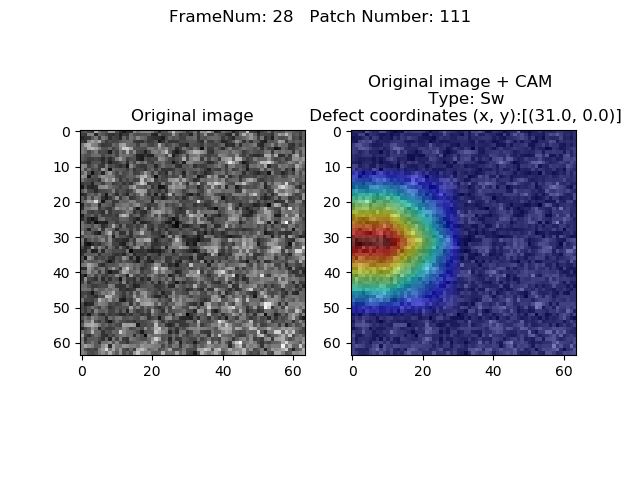 FrameNum: 28   Patch Number: 111
Original image
0
10
20
30
40
50
60
0 20 40 60
Original image + CAM
Type: Sw
Defect coordinates (x, y):[(31.0, 0.0)]
0
10
20
30
40
50
60
0 20 40 60